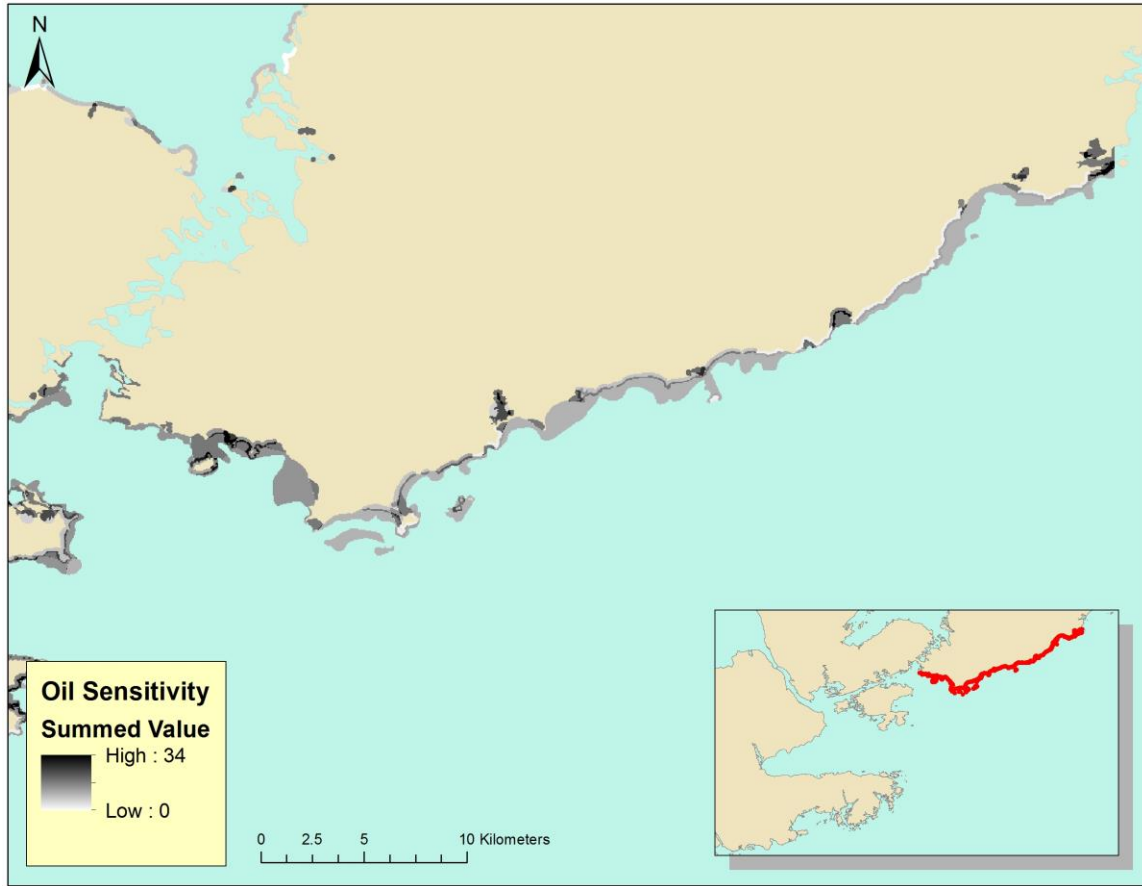 N
Oil Sensitivity
Summed Value
High : 34
Low : 0
0 2.5 5 10 Kilometers